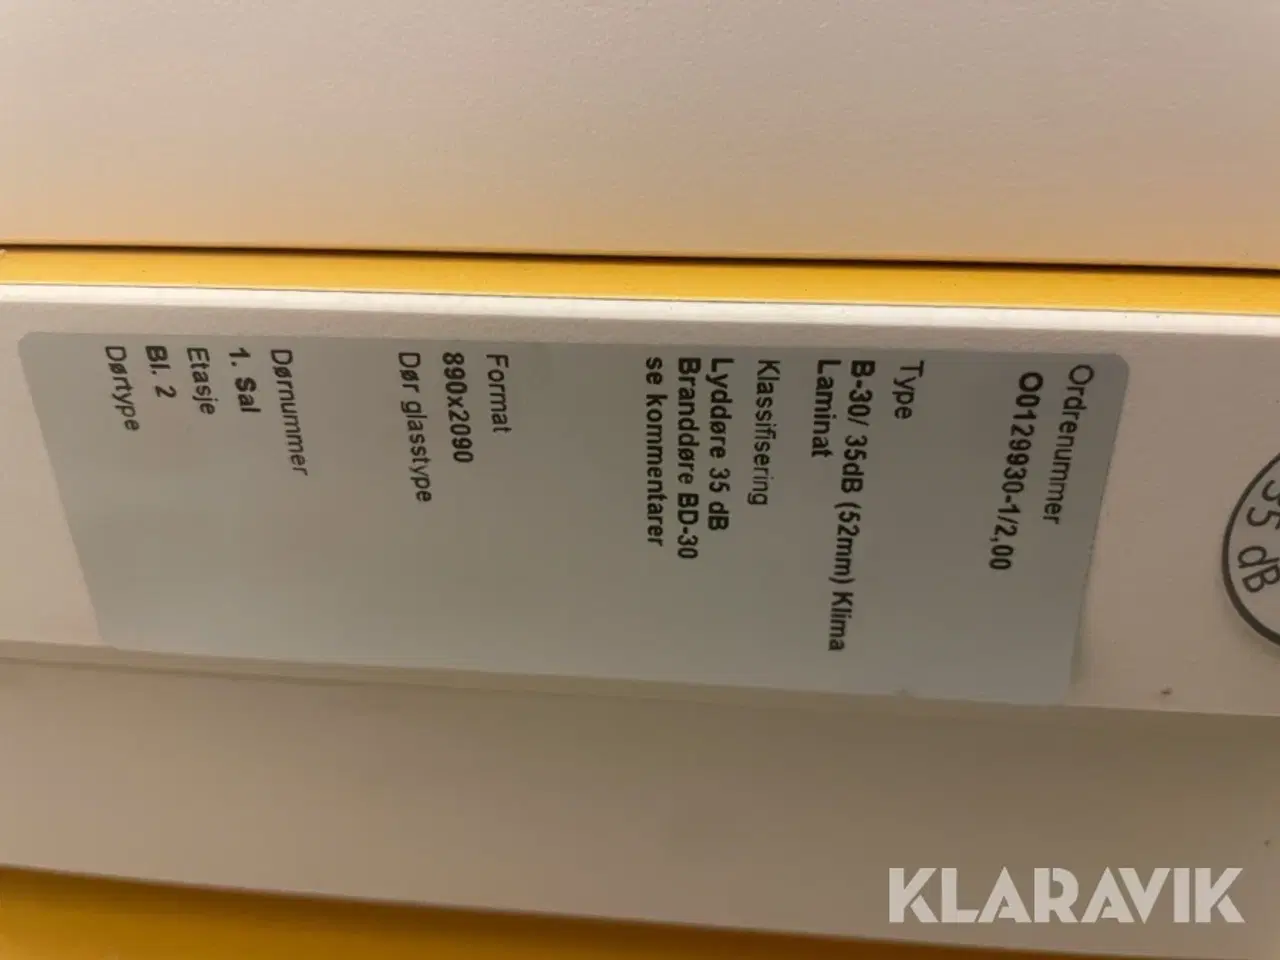 Ordrenummer
O0129930-1/2,00
Type
B-30/ 35dB (52mm) Klima
Laminat
Klassifisering
Lyddøre 35 dB
Branddøre BD-30
se kommentarer
Format
890x2090
Dør glasstype
Dørnummer
1. Sal
Etasje
Bl. 2
Dørtype
35 dB
KLARAVIK